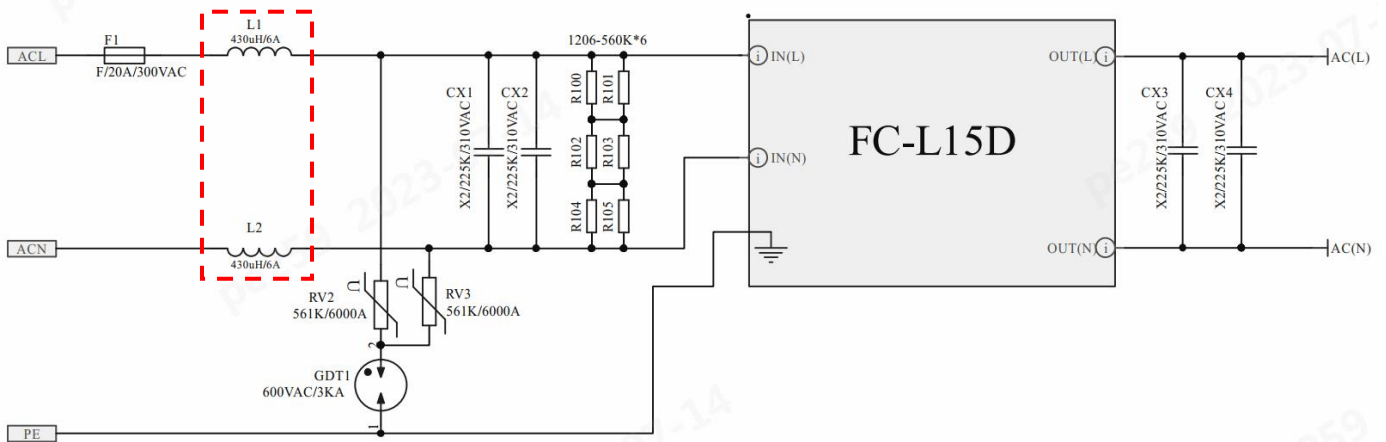 ACL
F1
F/20A/300VAC
L1
430uH/6A
ACN
L2
430uH/6A
CX1
X2/225K/310VAC
CX2
X2/225K/310VAC
1206-560K*6
R100
R101
R102
R103
R104
R105
RV2
561K/6000A
RV3
561K/6000A
2
GDT1
600VAC/3KA
1
PE
i IN(L)
i IN(N)
FC-L15D
OUT(L) i
OUT(N) i
CX3
X2/225K/310VAC
CX4
X2/225K/310VAC
AC(L)
AC(N)